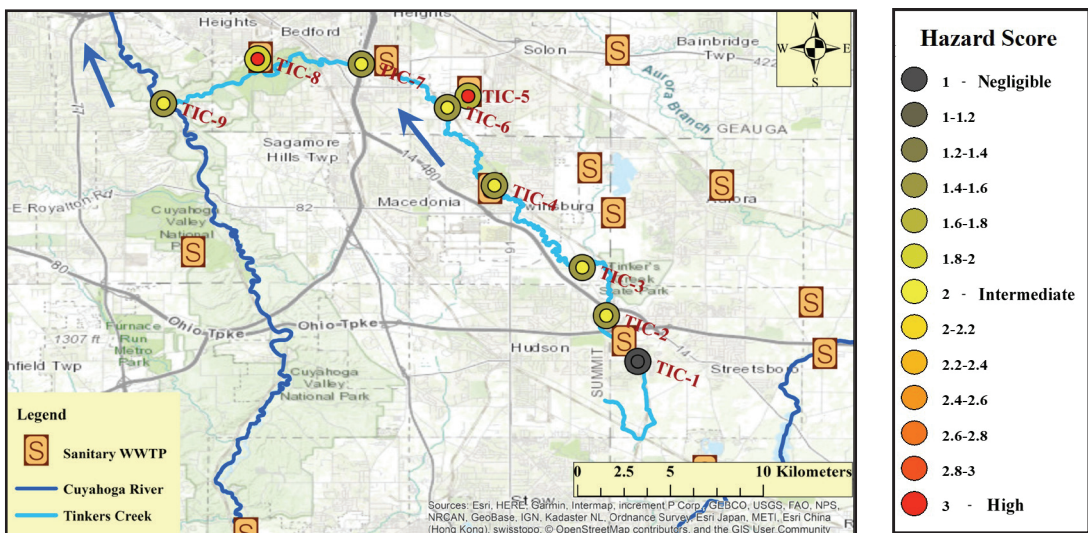 Heights
Heights
Bedford
Solon
Bainbridge
Twp
422
N
W E
S
S
S
S
TIC-8
TIC-7
TIC-5
TIC-6
TIC-9
77
Aurora
Branch
GEAUGA
Sagamore
Hills Twp
14-480
S
S
E Royalton Rd
82
Macedonia
TIC-4
winsburg
Aurora
S
Cuyahoga
Valley
National
S
91
TIC-3
Tinker's
Creek
State Park
80
Ohio-Tpke
Ohio-Tpke
TIC-2
S
S
Furnace
Run
Metro
Park
1307 ft
hfield Twp
Hudson
S
14
S
TIC-1
Streetsboro
SUMMIT
Cuyahoga
Valley
National Park
Legend
S Sanitary WWTP
Cuyahoga River
Tinkers Creek
0 2.5 5 10 Kilometers
Stow
Sources: Esri, HERE, Garmin, Intermap, increment P Corp., GEBCO, USGS, FAO, NPS,
NRCAN, GeoBase, IGN, Kadaster NL, Ordnance Survey, Esri Japan, METI, Esri China
(Hong Kong), swisstopo, © OpenStreetMap contributors, and the GIS User Community
Hazard Score
1 - Negligible
1-1.2
1.2-1.4
1.4-1.6
1.6-1.8
1.8-2
2 - Intermediate
2-2.2
2.2-2.4
2.4-2.6
2.6-2.8
2.8-3
3 - High